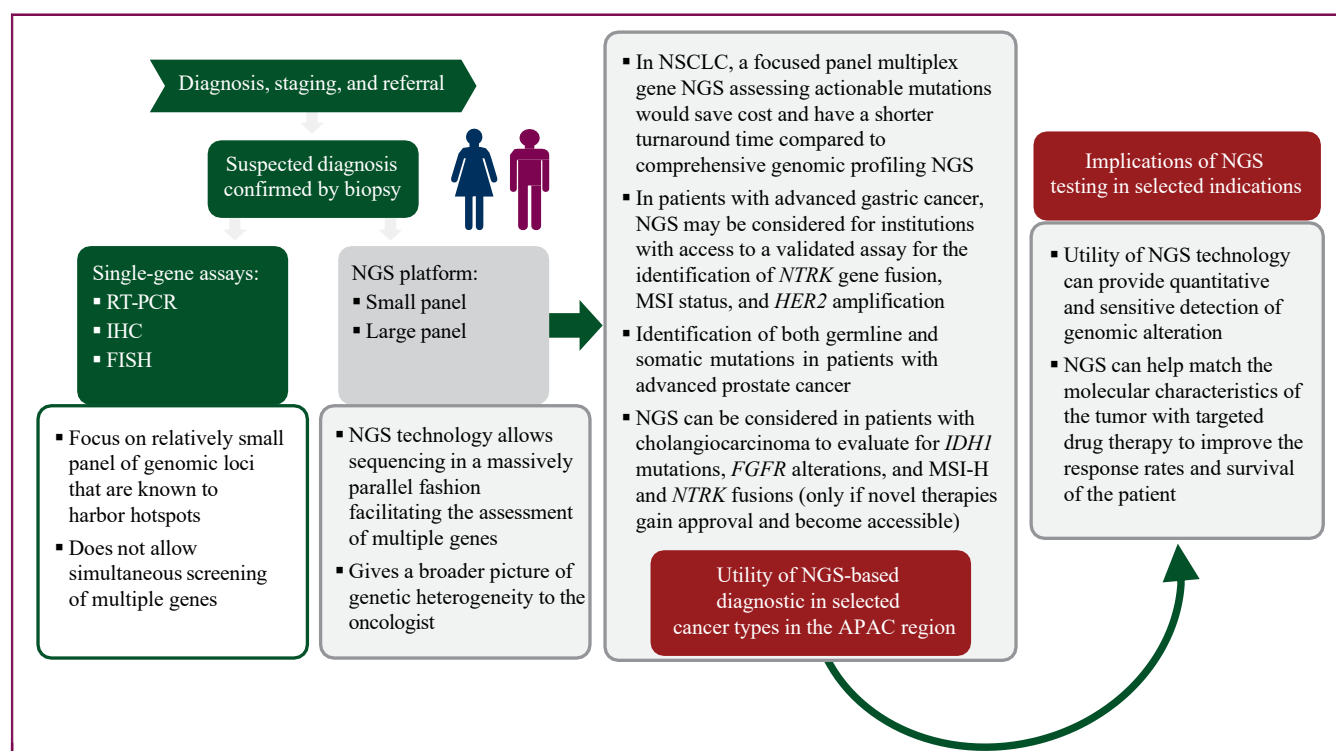 Diagnosis, staging, and referral
Suspected diagnosis
confirmed by biopsy
Single-gene assays:
▪ RT-PCR
▪ IHC
▪ FISH
▪ Focus on relatively small
panel of genomic loci
that are known to
harbor hotspots
▪ Does not allow
simultaneous screening
of multiple genes
NGS platform:
▪ Small panel
▪ Large panel
▪ NGS technology allows
sequencing in a massively
parallel fashion
facilitating the assessment
of multiple genes
▪ Gives a broader picture of
genetic heterogeneity to the
oncologist
▪ In NSCLC, a focused panel multiplex
gene NGS assessing actionable mutations
would save cost and have a shorter
turnaround time compared to
comprehensive genomic profiling NGS
▪ In patients with advanced gastric cancer,
NGS may be considered for institutions
with access to a validated assay for the
identification of NTRK gene fusion,
MSI status, and HER2 amplification
▪ Identification of both germline and
somatic mutations in patients with
advanced prostate cancer
▪ NGS can be considered in patients with
cholangiocarcinoma to evaluate for IDH1
mutations, FGFR alterations, and MSI-H
and NTRK fusions (only if novel therapies
gain approval and become accessible)
Utility of NGS-based
diagnostic in selected
cancer types in the APAC region
Implications of NGS
testing in selected indications
▪ Utility of NGS technology
can provide quantitative
and sensitive detection of
genomic alteration
▪ NGS can help match the
molecular characteristics of
the tumor with targeted
drug therapy to improve the
response rates and survival
of the patient